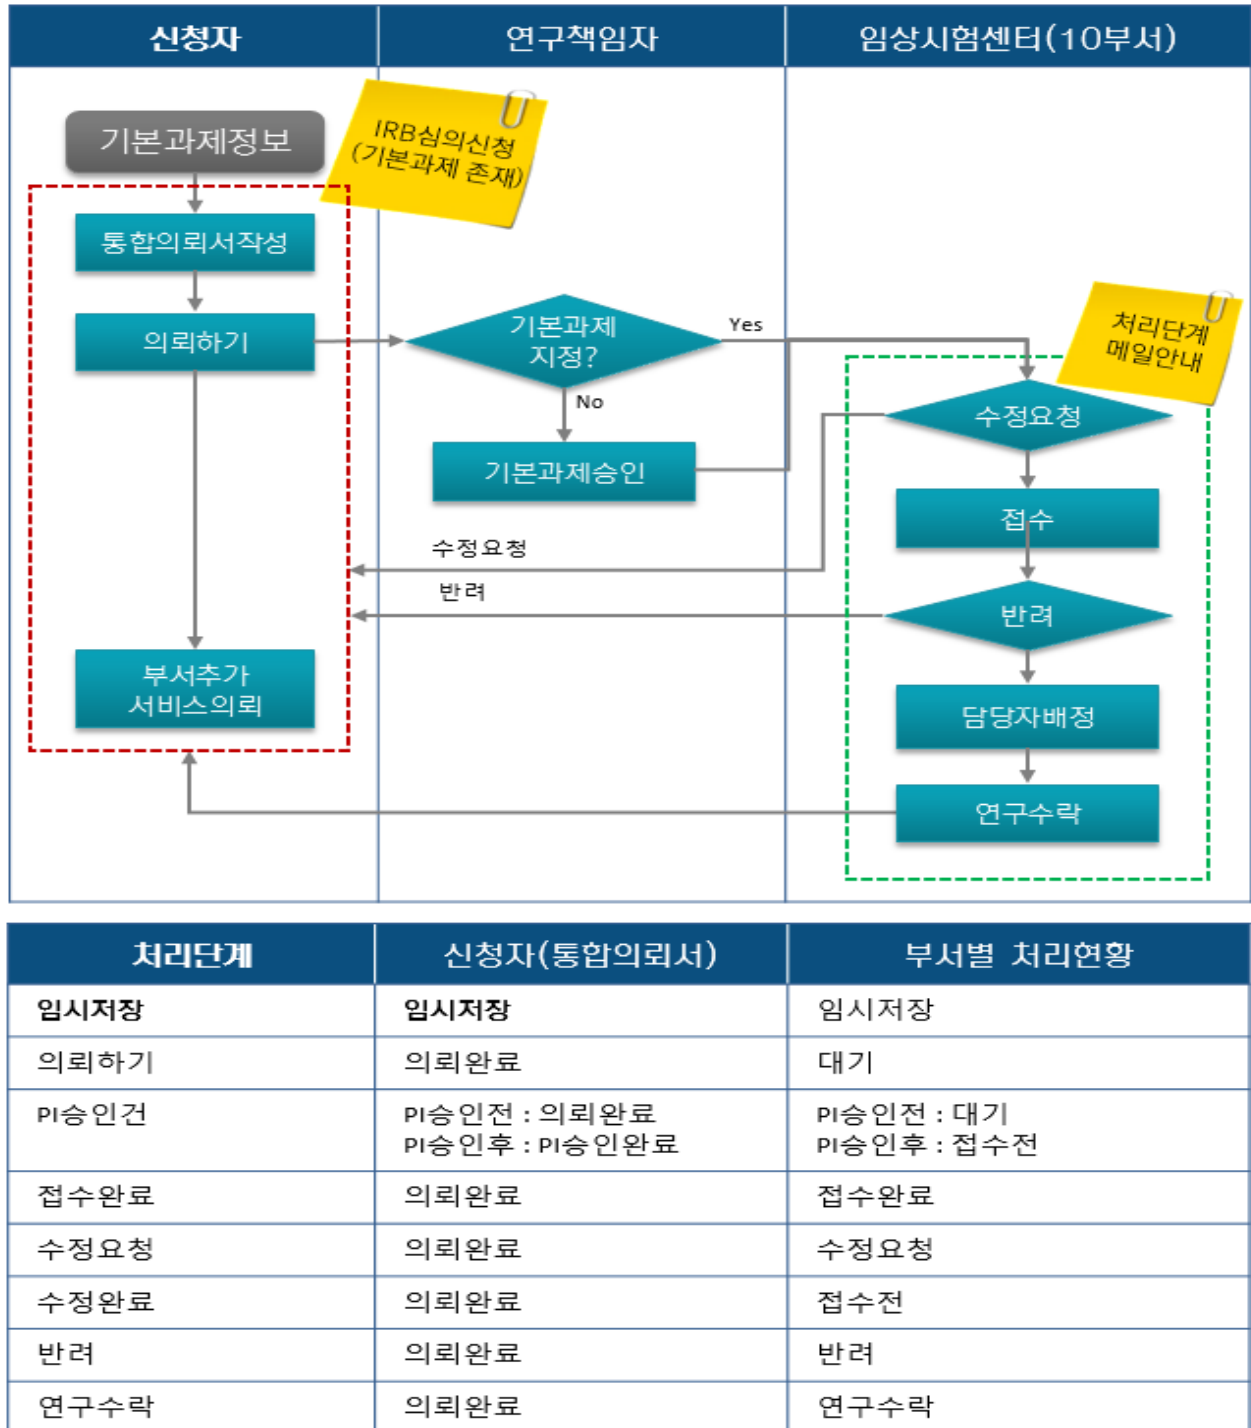 신청자
연구책임자
임상시험센터(10부서)
기본과제정보
IRB심의신청
(기본과제 존재)
통합의뢰서작성
의뢰하기
기본과제
지정?
Yes
No
기본과제승인
처리단계
메일안내
수정요청
접수
수정요청
반려
반려
부서추가
서비스의뢰
담당자배정
연구수락
처리단계
신청자(통합의뢰서)
부서별 처리현황
임시저장
임시저장
임시저장
의뢰하기
의뢰완료
대기
PI승인건
PI승인전 : 의뢰완료
PI승인후 : PI승인완료
PI승인전 : 대기
PI승인후 : 접수전
접수완료
의뢰완료
접수완료
수정요청
의뢰완료
수정요청
수정완료
의뢰완료
접수전
반려
의뢰완료
반려
연구수락
의뢰완료
연구수락